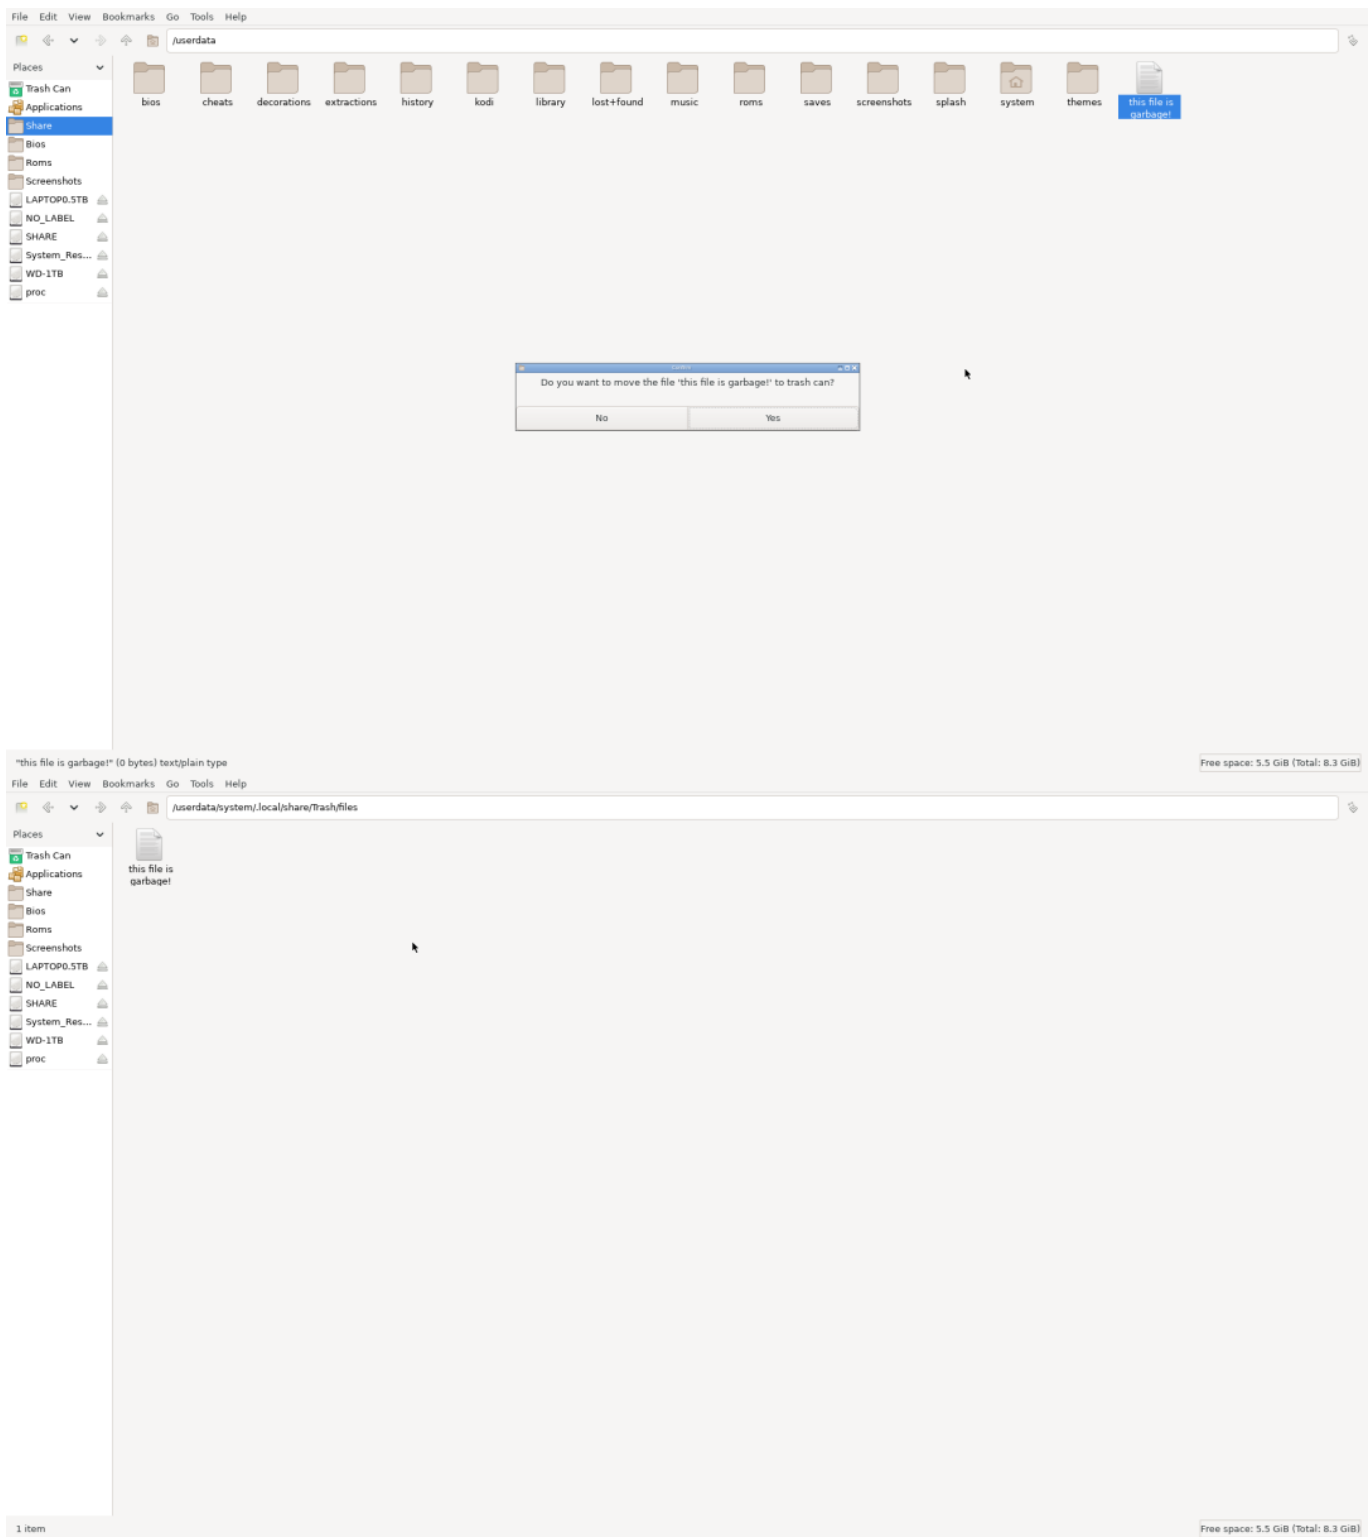 File Edit View Bookmarks Go Tools Help
/userdata
Places
Trash Can
Applications
Share
Bios
Roms
Screenshots
LAPTOP0.5TB
NO_LABEL
SHARE
System_Res...
WD-1TB
proc
bios cheats decorations extractions history kodi library lost+found music roms saves screenshots splash system themes this file is
garbage!
Confirm
Do you want to move the file 'this file is garbage!' to trash can?
No Yes
"this file is garbage!" (0 bytes) text/plain type Free space: 5.5 GiB (Total: 8.3 GiB)
File Edit View Bookmarks Go Tools Help
/userdata/system/.local/share/Trash/files
Places
Trash Can
Applications
Share
Bios
Roms
Screenshots
LAPTOP0.5TB
NO_LABEL
SHARE
System_Res...
WD-1TB
proc
this file is
garbage!
1 item Free space: 5.5 GiB (Total: 8.3 GiB)